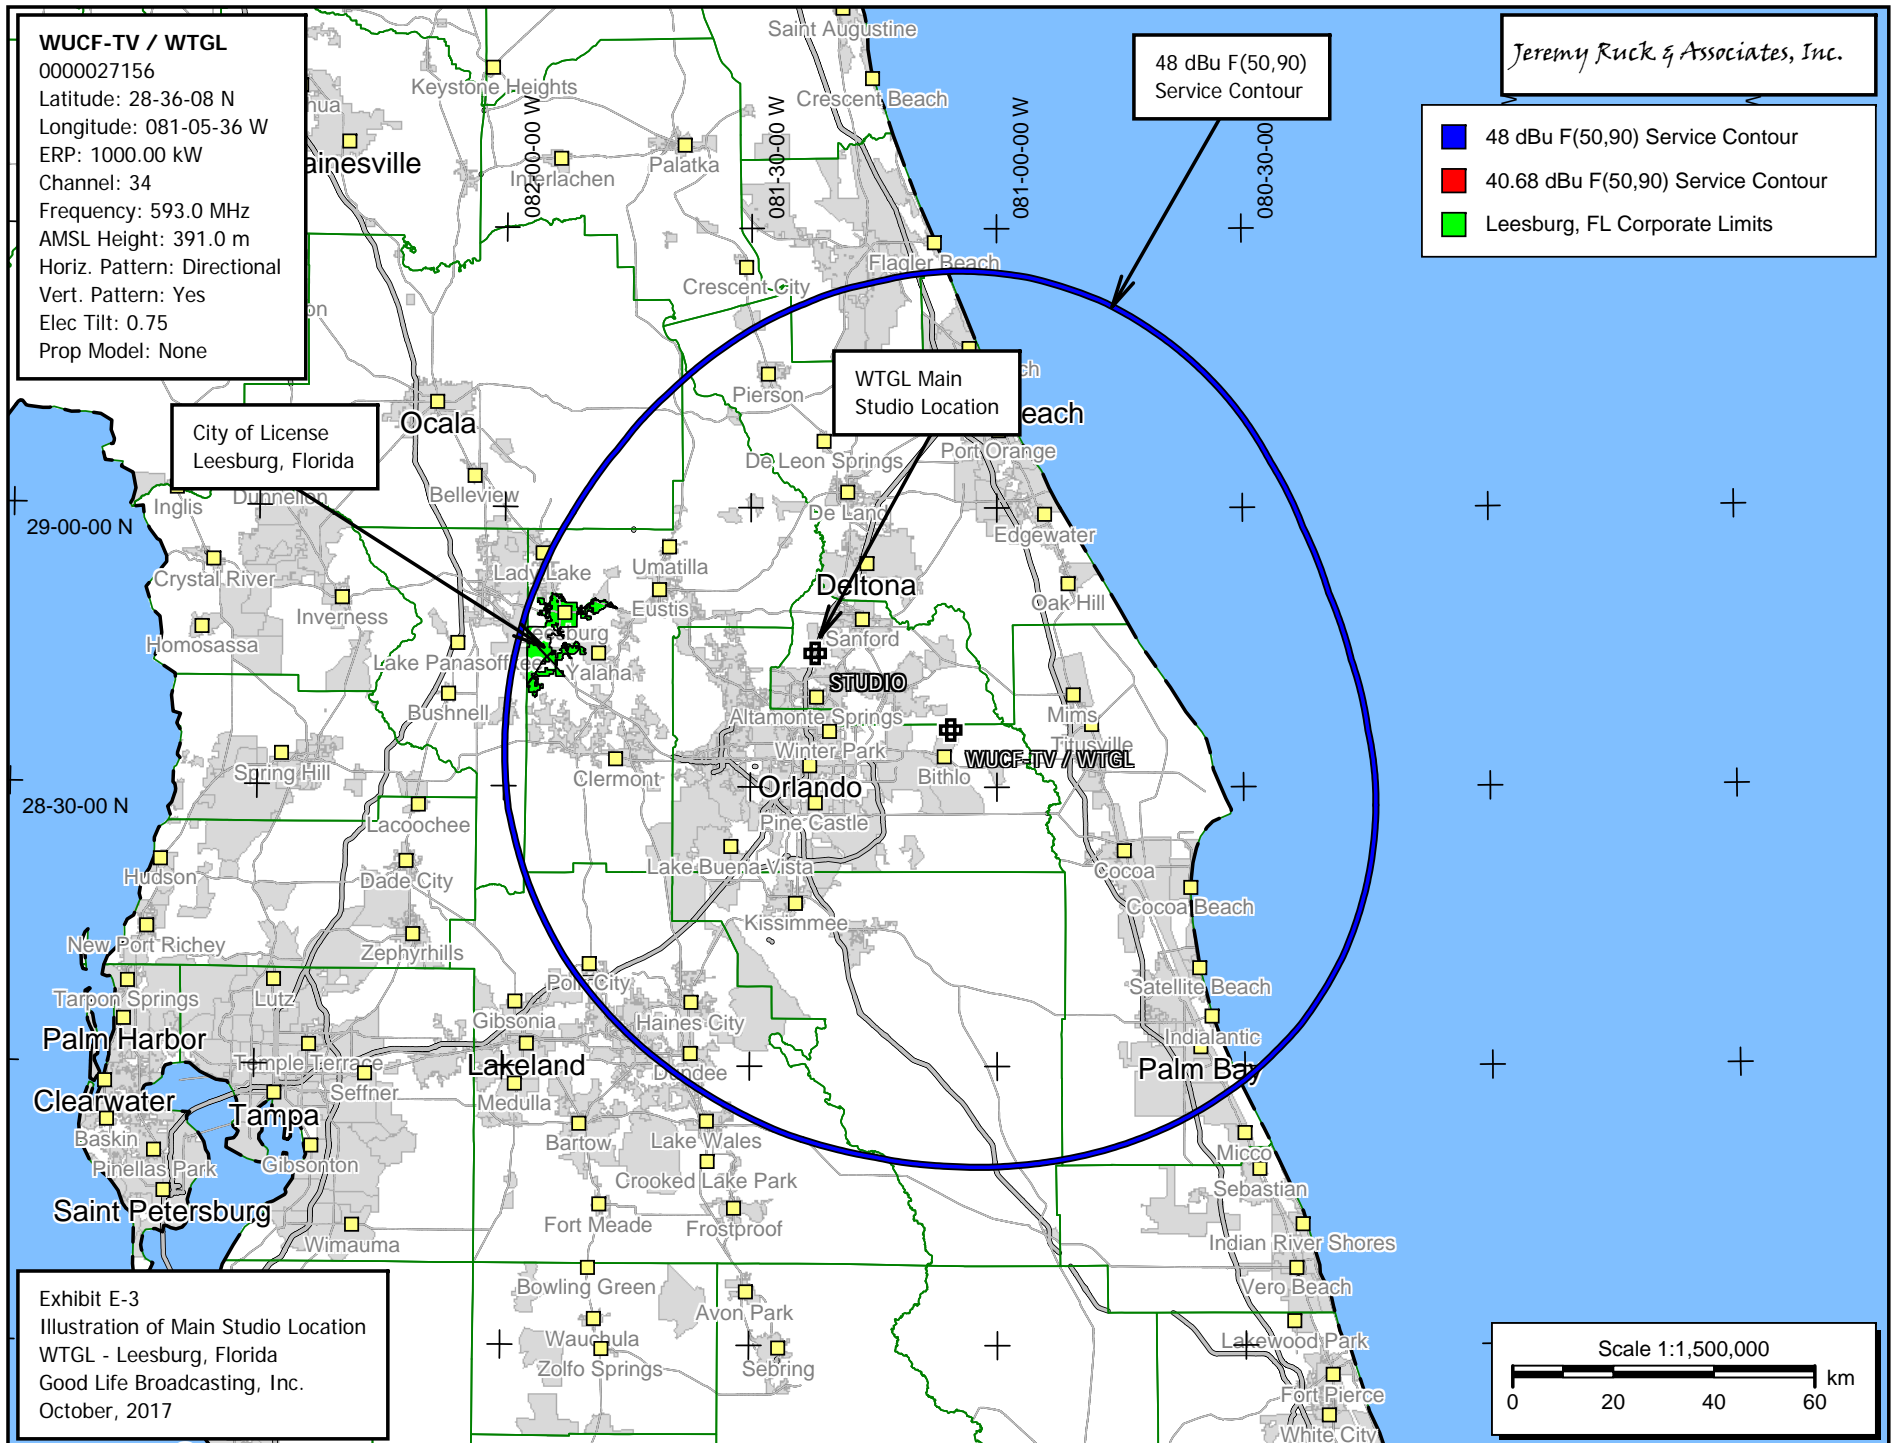 WUCF-TV / WTGL
0000027156
Latitude: 28-36-08 N
Longitude: 081-05-36 W
ERP: 1000.00 kW
Channel: 34
Frequency: 593.0 MHz
AMSL Height: 391.0 m
Horiz. Pattern: Directional
Vert. Pattern: Yes
Elec Tilt: 0.75
Prop Model: None
48 dBu F(50,90)
Service Contour
Jeremy Ruck & Associates, Inc.
48 dBu F(50,90) Service Contour
40.68 dBu F(50,90) Service Contour
Leesburg, FL Corporate Limits
WTGL Main
Studio Location
City of License
Leesburg, Florida
082-00-00 W
081-30-00 W
081-00-00 W
080-30-00
29-00-00 N
28-30-00 N
Saint Augustine
Keystone Heights
Crescent Beach
ainesville
Interlachen
Palatka
Flagler Beach
Crescent City
Pierson
Ocala
each
De Leon Springs
Port Orange
Belleview
Inglis
Dunnellon
De Land
Edgewater
Crystal River
Lady Lake
Umatilla
Deltona
Eustis
Oak Hill
Inverness
Homosassa
Sanford
Lake Panasoffkee
Yalaha
STUDIO
Bushnell
Altamonte Springs
Mims
Winter Park
Titusville
Spring Hill
Clermont
Bithlo
WUCF-TV / WTGL
Orlando
Lacoochee
Pine Castle
Lake Buena Vista
Cocoa
Hudson
Dade City
Cocoa Beach
Kissimmee
New Port Richey
Zephyrhills
Polk City
Satellite Beach
Tarpon Springs
Lutz
Gibsonia
Haines City
Indialantic
Palm Harbor
Temple Terrace
Lakeland
Dundee
Palm Bay
Seffner
Medulla
Clearwater
Tampa
Baskin
Bartow
Lake Wales
Pinellas Park
Gibsonton
Micco
Crooked Lake Park
Sebastian
Saint Petersburg
Fort Meade
Frostproof
Wimauma
Indian River Shores
Bowling Green
Vero Beach
Avon Park
Wauchula
Lakewood Park
Zolfo Springs
Sebring
Fort Pierce
White City
Exhibit E-3
Illustration of Main Studio Location
WTGL - Leesburg, Florida
Good Life Broadcasting, Inc.
October, 2017
Scale 1:1,500,000
km
0 20 40 60